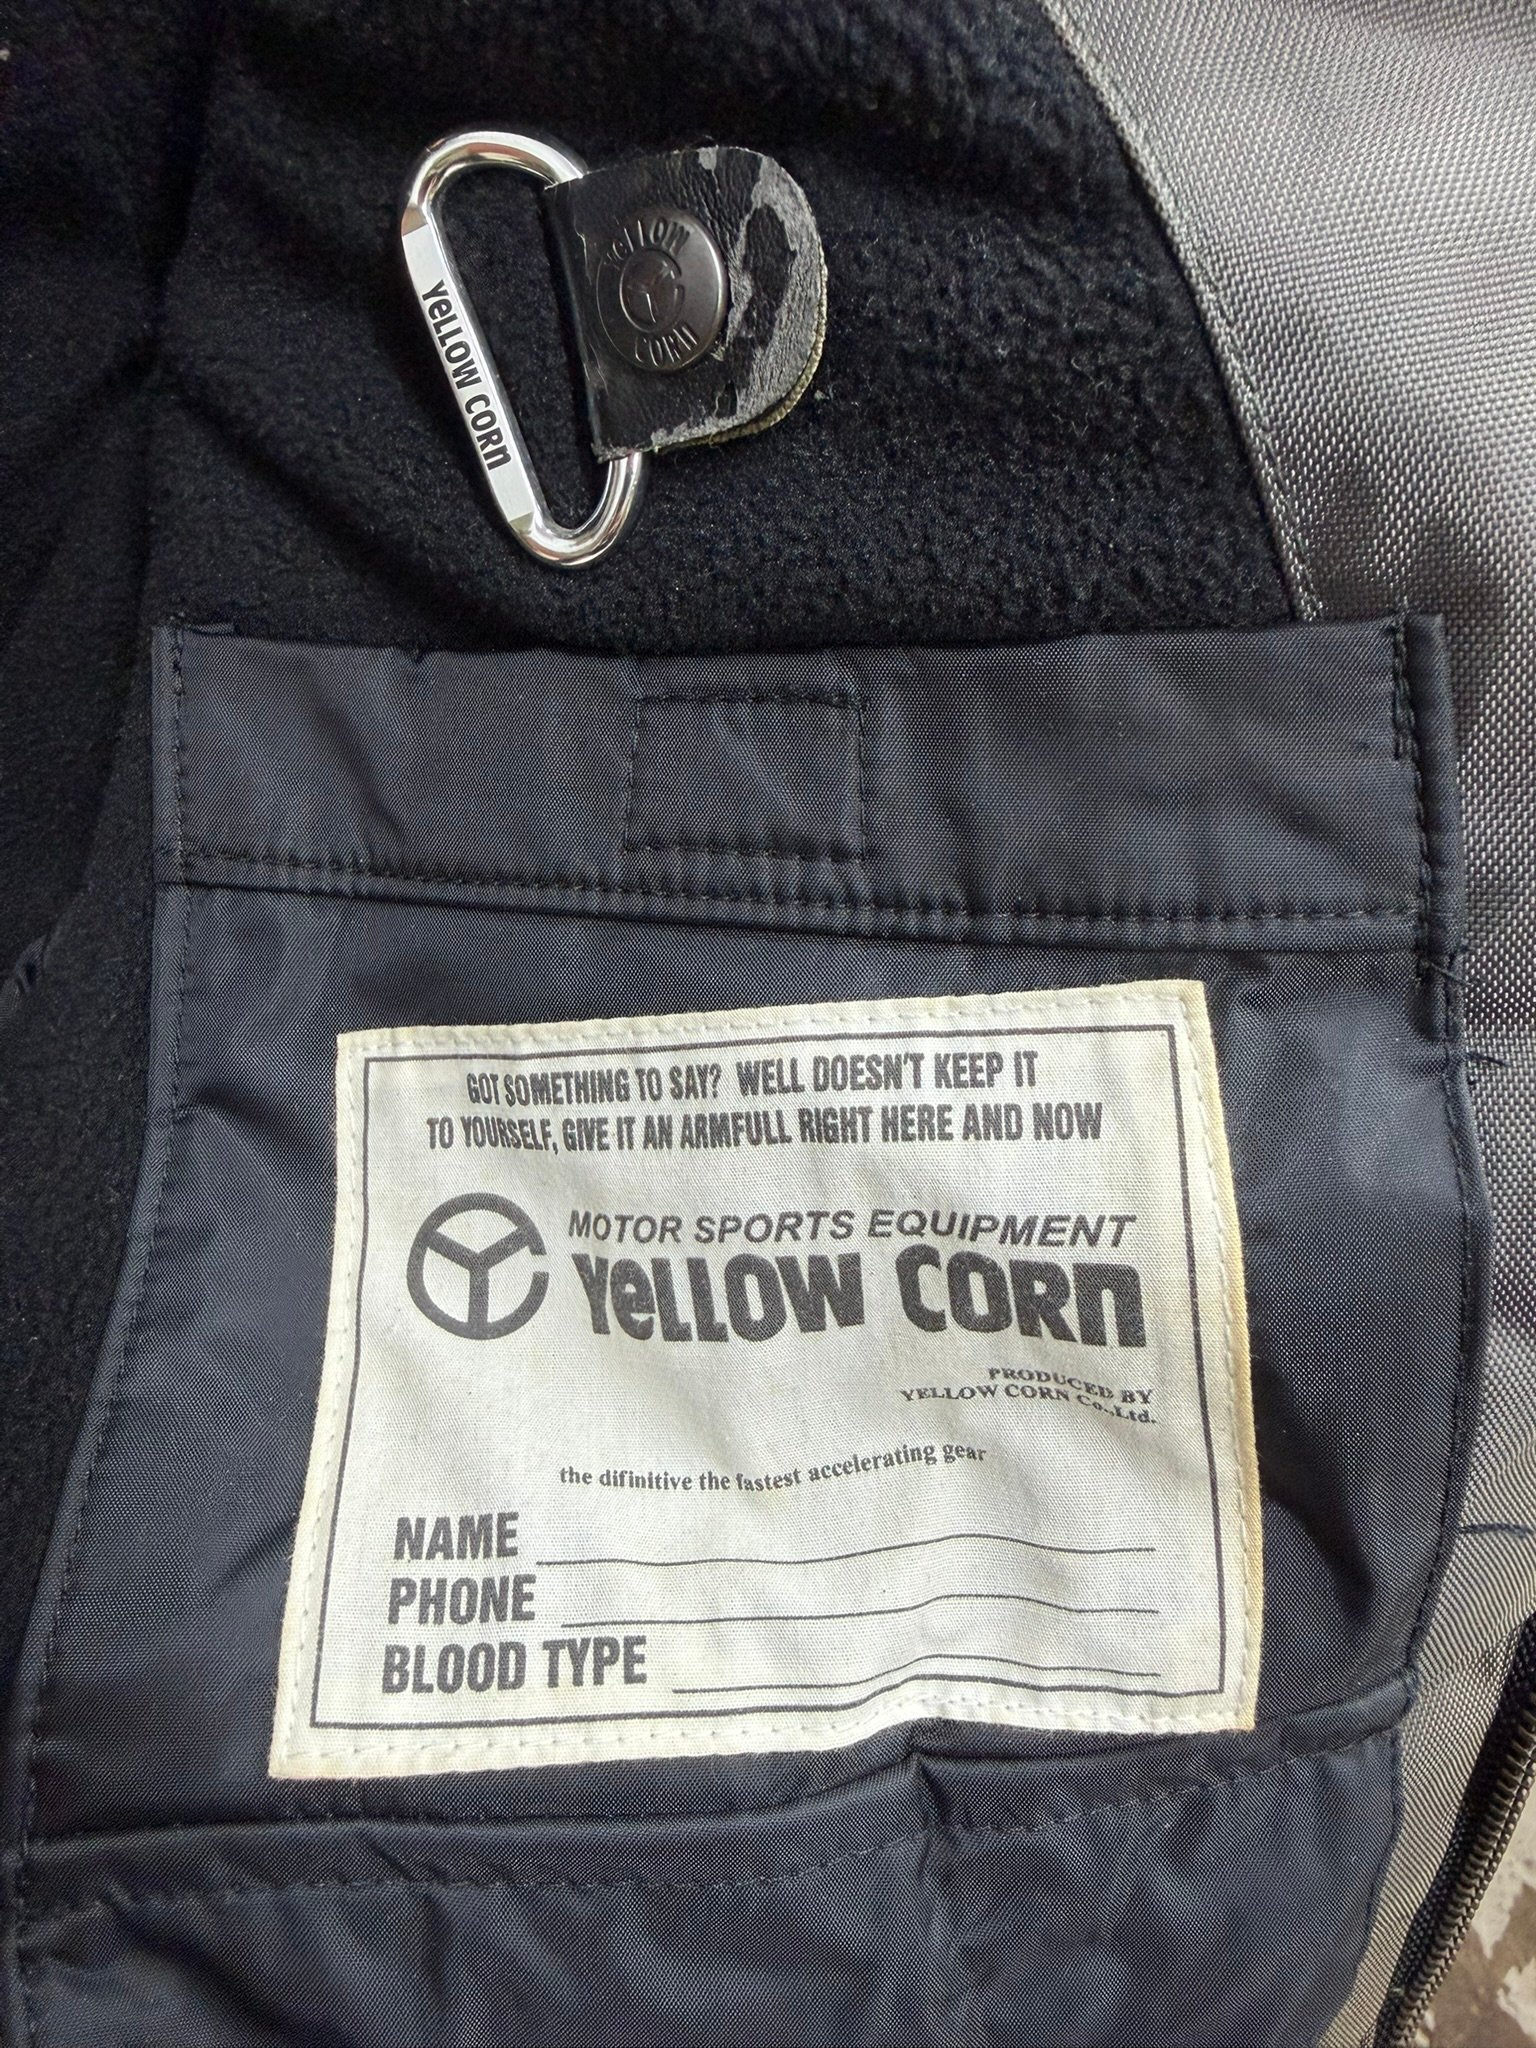 YeLLOW CORn
YeLLOW
CORn
GOT SOMETHING TO SAY? WELL DOESN'T KEEP IT
TO YOURSELF, GIVE IT AN ARMFULL RIGHT HERE AND NOW
MOTOR SPORTS EQUIPMENT
YeLLOW CORn
PRODUCED BY
YELLOW CORN Co.,Ltd.
the difinitive the fastest accelerating gear
NAME
PHONE
BLOOD TYPE